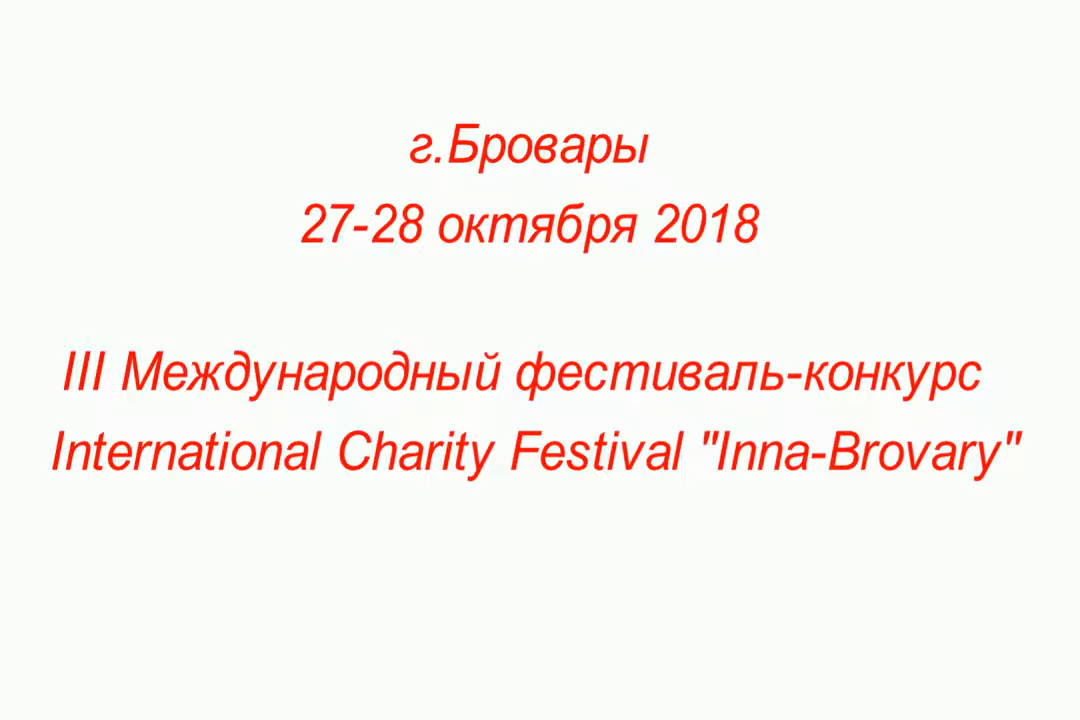 г.Бровары
27-28 октября 2018
III Международный фестиваль-конкурс
International Charity Festival "Inna-Brovary"